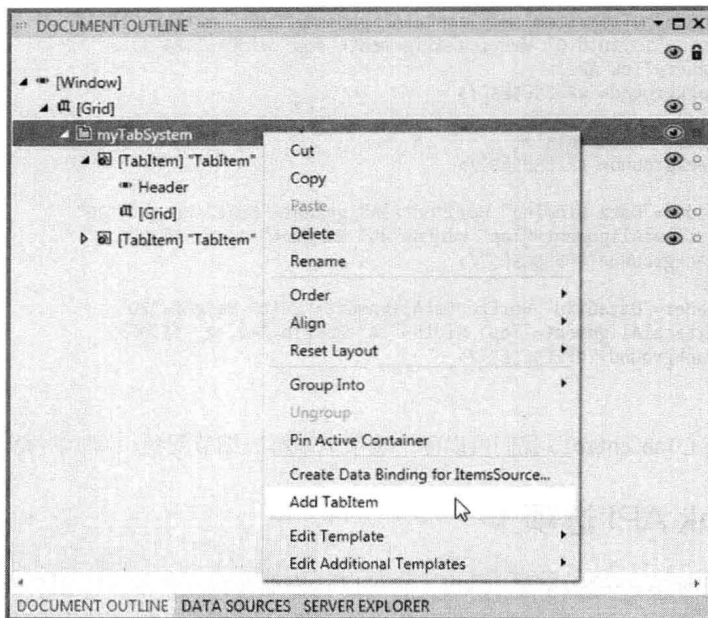 DOCUMENT OUTLINE
[Window]
[Grid]
myTabSystem
[TabItem] "TabItem"
Header
[Grid]
[TabItem] "TabItem"
Cut
Copy
Paste
Delete
Rename
Order
Align
Reset Layout
Group Into
Ungroup
Pin Active Container
Create Data Binding for ItemsSource...
Add TabItem
Edit Template
Edit Additional Templates
DOCUMENT OUTLINE DATA SOURCES SERVER EXPLORER